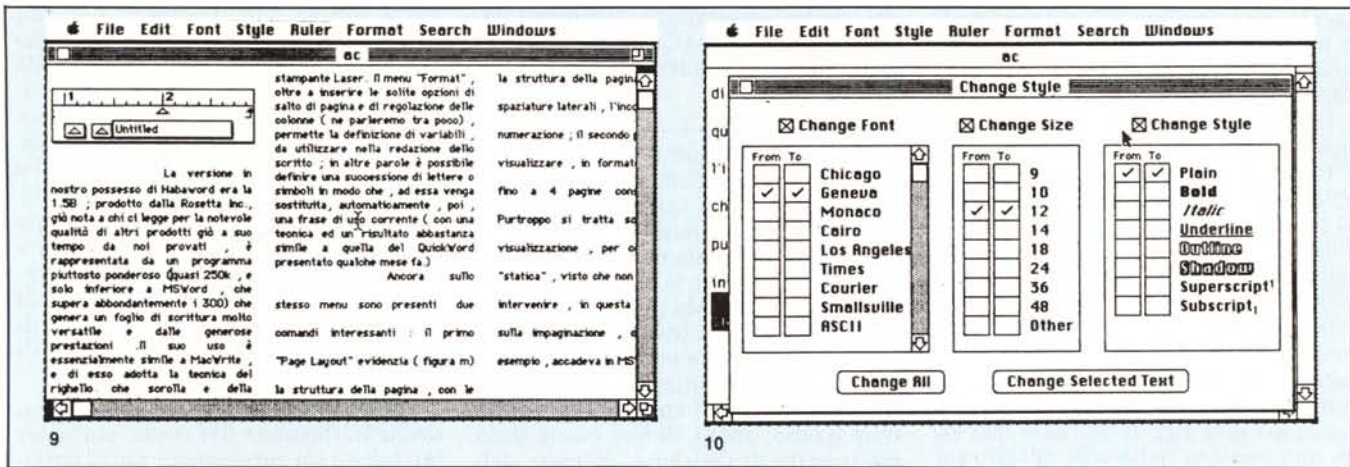 File Edit Font Style Ruler Format Search Windows
ac
1 2 3
Untitled
La versione in
nostro possesso di Habaword era la
1.5B ; prodotto dalla Rosetta Inc.,
già nota a chi ci legge per la notevole
qualità di altri prodotti già a suo
tempo da noi provati , è
rappresentata da un programma
piuttosto ponderoso (quasi 250k , e
solo inferiore a MSWord , che
supera abbondantemente i 300) che
genera un foglio di scrittura molto
versatile e dalle generose
prestazioni .Il suo uso è
essenzialmente simile a MacWrite ,
e di esso adotta la tecnica del
righello che scrolla e della
stampante Laser. Il menu "Format" ,
oltre a inserire le solite opzioni di
salto di pagina e di regolazione delle
colonne ( ne parleremo tra poco) ,
permette la definizione di variabili ,
da utilizzare nella redazione dello
scritto ; in altre parole è possibile
definire una successione di lettere o
simboli in modo che , ad essa venga
sostituita, automaticamente , poi ,
una frase di uso corrente ( con una
tecnica ed un risultato abbastanza
simile a quella del QuickWord
presentato qualche mese fa.)
Ancora sullo
stesso menu sono presenti due
comandi interessanti : il primo
"Page Layout" evidenzia ( figura m)
la struttura della pagina , con le
la struttura della pagin
spaziature laterali , l'inc
numerazione ; il secondo
visualizzare , in format
fino a 4 pagine con
Purtroppo si tratta
visualizzazione , per
"statica" , visto che non
intervenire , in questa
sulla impaginazione ,
esempio , accadeva in MS
9
File Edit Font Style Ruler Format Search Windows
ac
Change Style
di
qu
l'i
ch
pu
in
Change Font Change Size Change Style
From To From To From To
Chicago 9 Plain
Geneva 10 Bold
Monaco 12 Italic
Cairo 14 Underline
Los Angeles 18 Outline
Times 24 Shadow
Courier 36 Superscript1
Smallsville 48 Subscript1
ASCII Other
Change All Change Selected Text
10